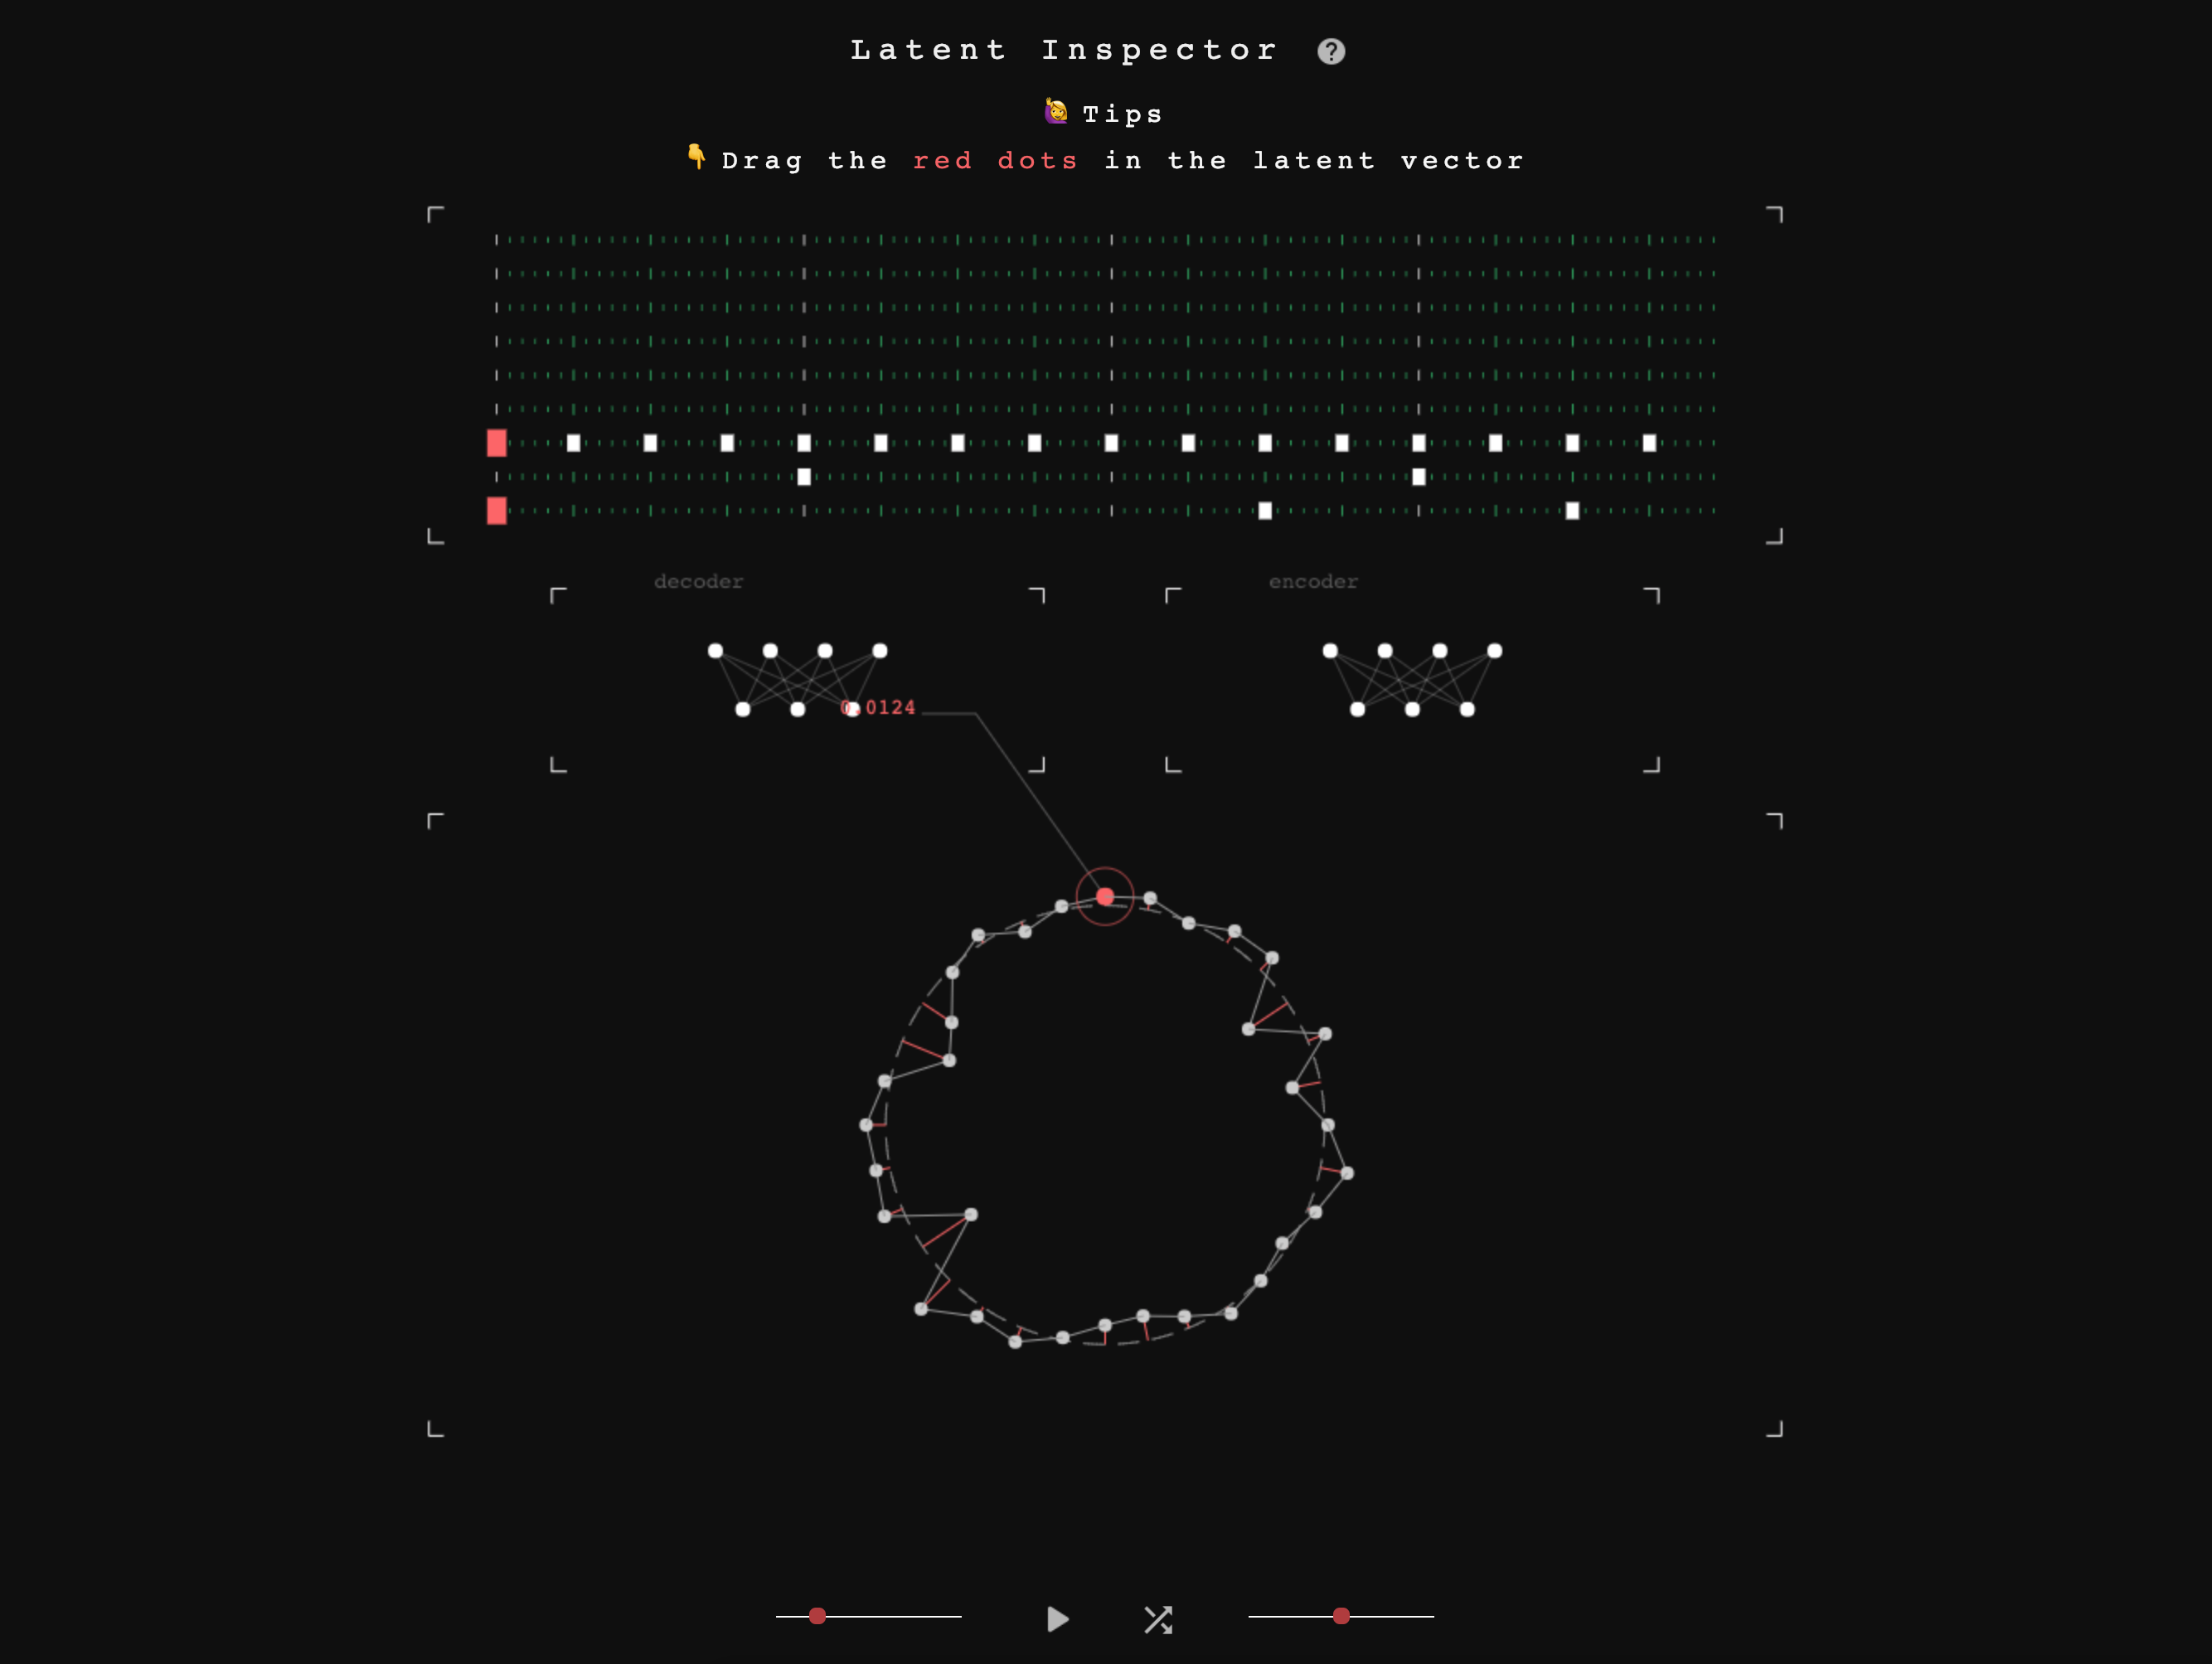 Latent Inspector ?
Tips
Drag the red dots in the latent vector
decoder
encoder
0.0124